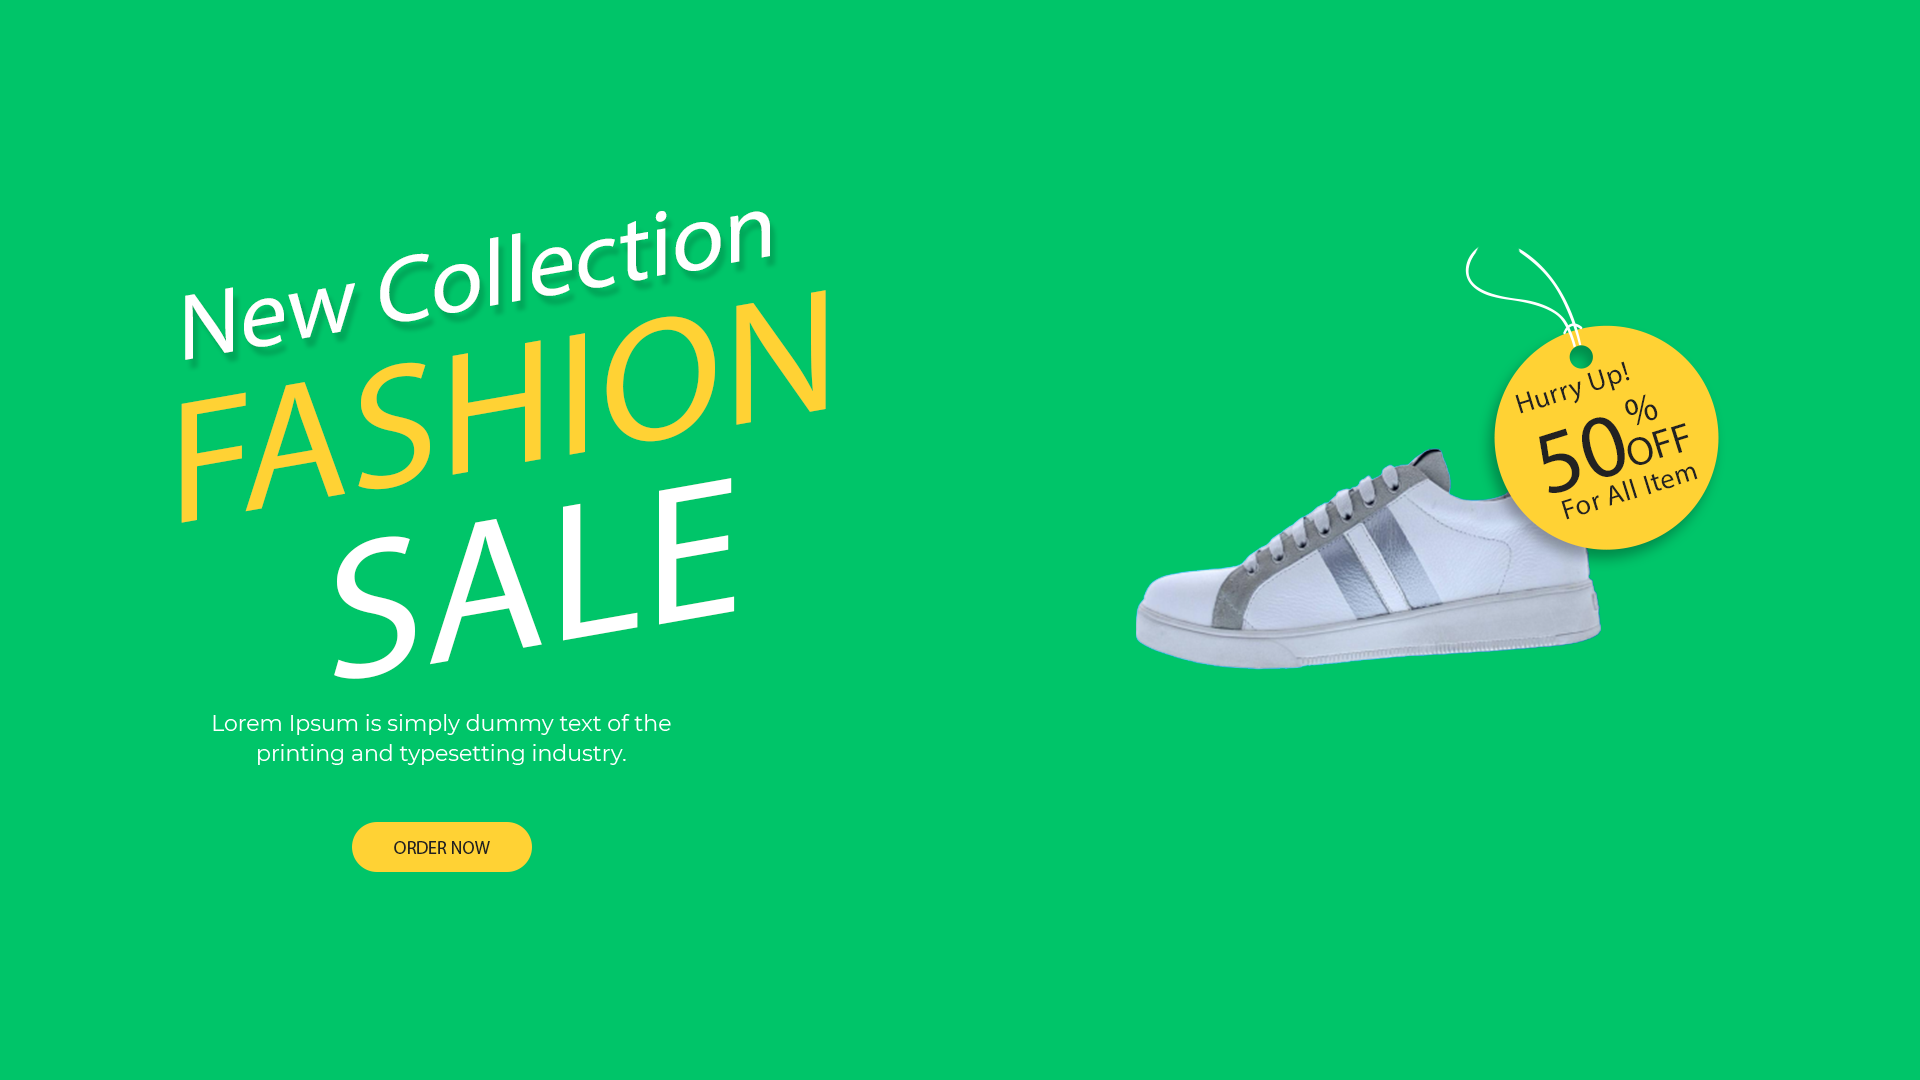 New Collection
FASHION
SALE
Lorem Ipsum is simply dummy text of the
printing and typesetting industry.
ORDER NOW
Hurry Up!
50% OFF
For All Item